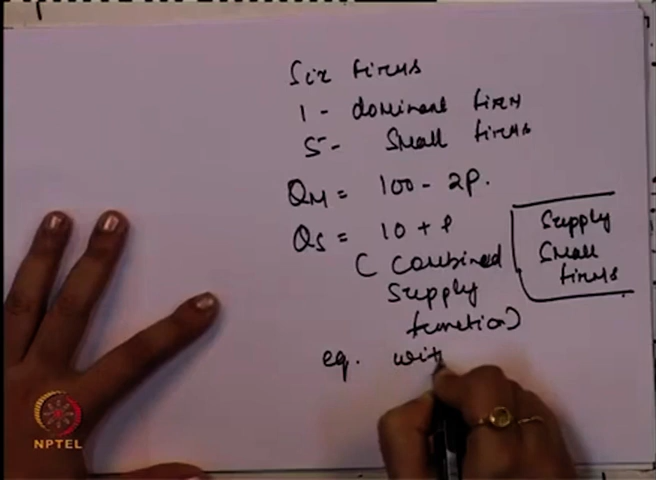 Six firms
1 - dominant firm
5 - Small firms
QM = 100 - 2P.
QS = 10 + P
( Combined
Supply
function)
Supply
Small
firms
eq. wit
NPTEL